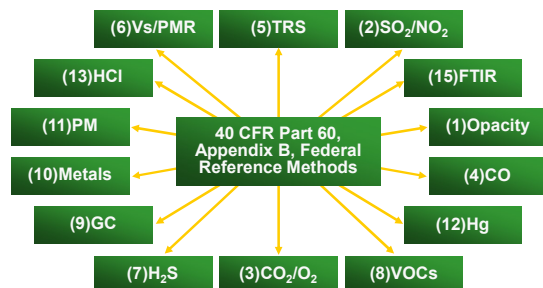 (6)Vs/PMR
(5)TRS
(2)SO₂/NO₂
(13)HCl
(15)FTIR
(11)PM
40 CFR Part 60,
Appendix B, Federal
Reference Methods
(1)Opacity
(10)Metals
(4)CO
(9)GC
(12)Hg
(7)H₂S
(3)CO₂/O₂
(8)VOCs